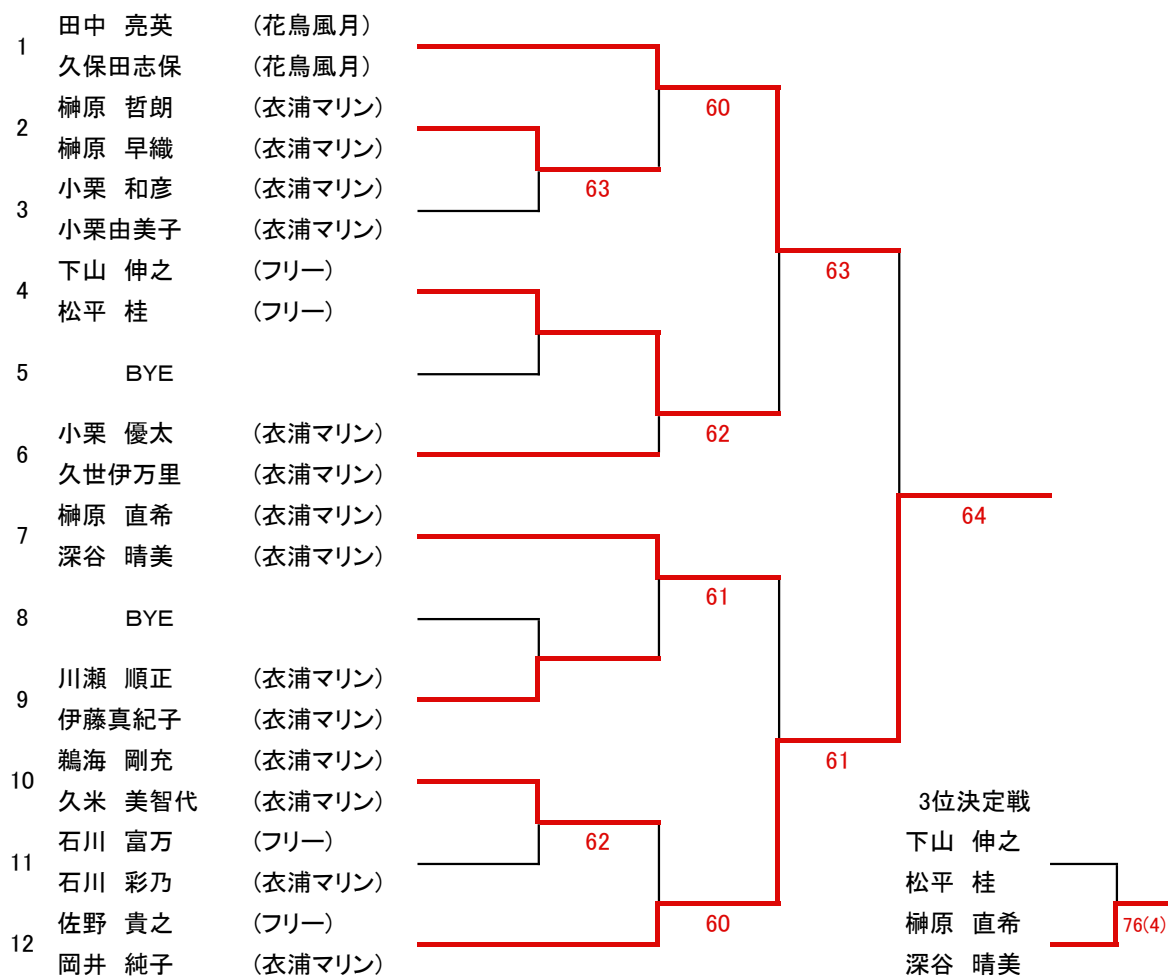 1
田中 亮英 (花鳥風月)
久保田志保 (花鳥風月)
2
榊原 哲朗 (衣浦マリン)
榊原 早織 (衣浦マリン)
3
小栗 和彦 (衣浦マリン)
小栗由美子 (衣浦マリン)
4
下山 伸之 (フリー)
松平 桂 (フリー)
5 BYE
6
小栗 優太 (衣浦マリン)
久世伊万里 (衣浦マリン)
7
榊原 直希 (衣浦マリン)
深谷 晴美 (衣浦マリン)
8 BYE
9
川瀬 順正 (衣浦マリン)
伊藤真紀子 (衣浦マリン)
10
鵜海 剛充 (衣浦マリン)
久米 美智代 (衣浦マリン)
11
石川 富万 (フリー)
石川 彩乃 (衣浦マリン)
12
佐野 貴之 (フリー)
岡井 純子 (衣浦マリン)
63
62
60
62
61
60
63
61
64
3位決定戦
下山 伸之
松平 桂
榊原 直希
深谷 晴美
76(4)